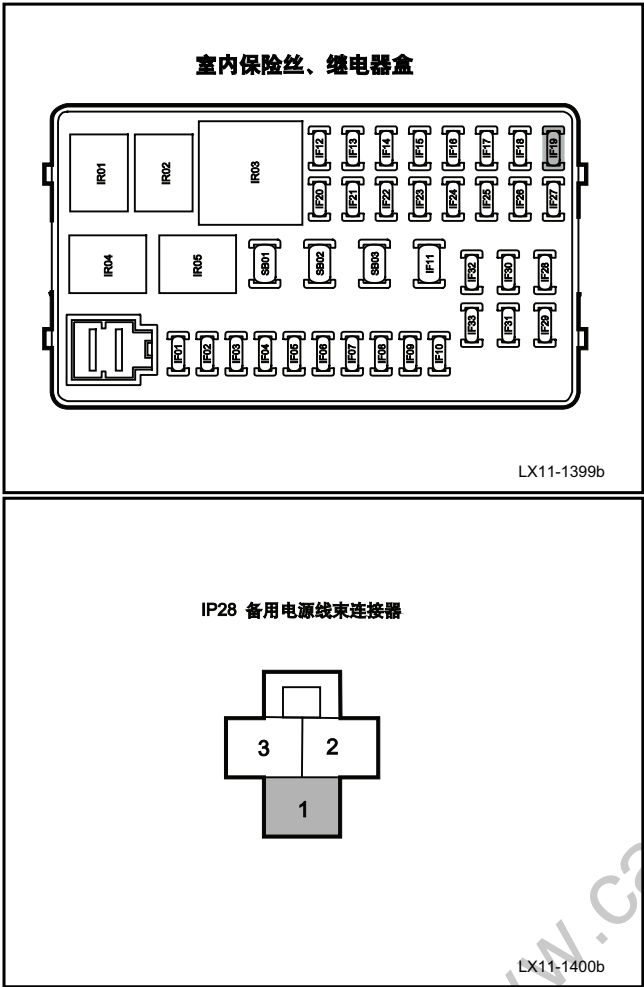 室内保险丝、继电器盒
IR01 IR02 IR03 IF12 IF13 IF14 IF15 IF16 IF17 IF18 IF19
IF20 IF21 IF22 IF23 IF24 IF25 IF26 IF27
IR04 IR05 SB01 SB02 SB03 IF11 IF32 IF30 IF28
IF33 IF31 IF29
IF01 IF02 IF03 IF04 IF05 IF06 IF07 IF08 IF09 IF10
LX11-1399b
IP28 备用电源线束连接器
3 2
1
LX11-1400b